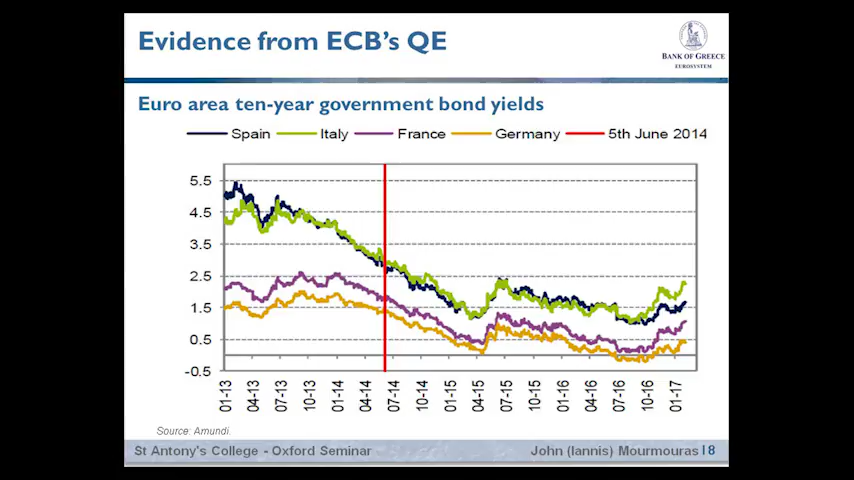 Evidence from ECB's QE
BANK OF GREECE
EUROSYSTEM
Euro area ten-year government bond yields
Spain Italy France Germany 5th June 2014
5.5
4.5
3.5
2.5
1.5
0.5
-0.5
01-13 04-13 07-13 10-13 01-14 04-14 07-14 10-14 01-15 04-15 07-15 10-15 01-16 04-16 07-16 10-16 01-17
Source: Amundi.
St Antony's College - Oxford Seminar John (Iannis) Mourmouras 18